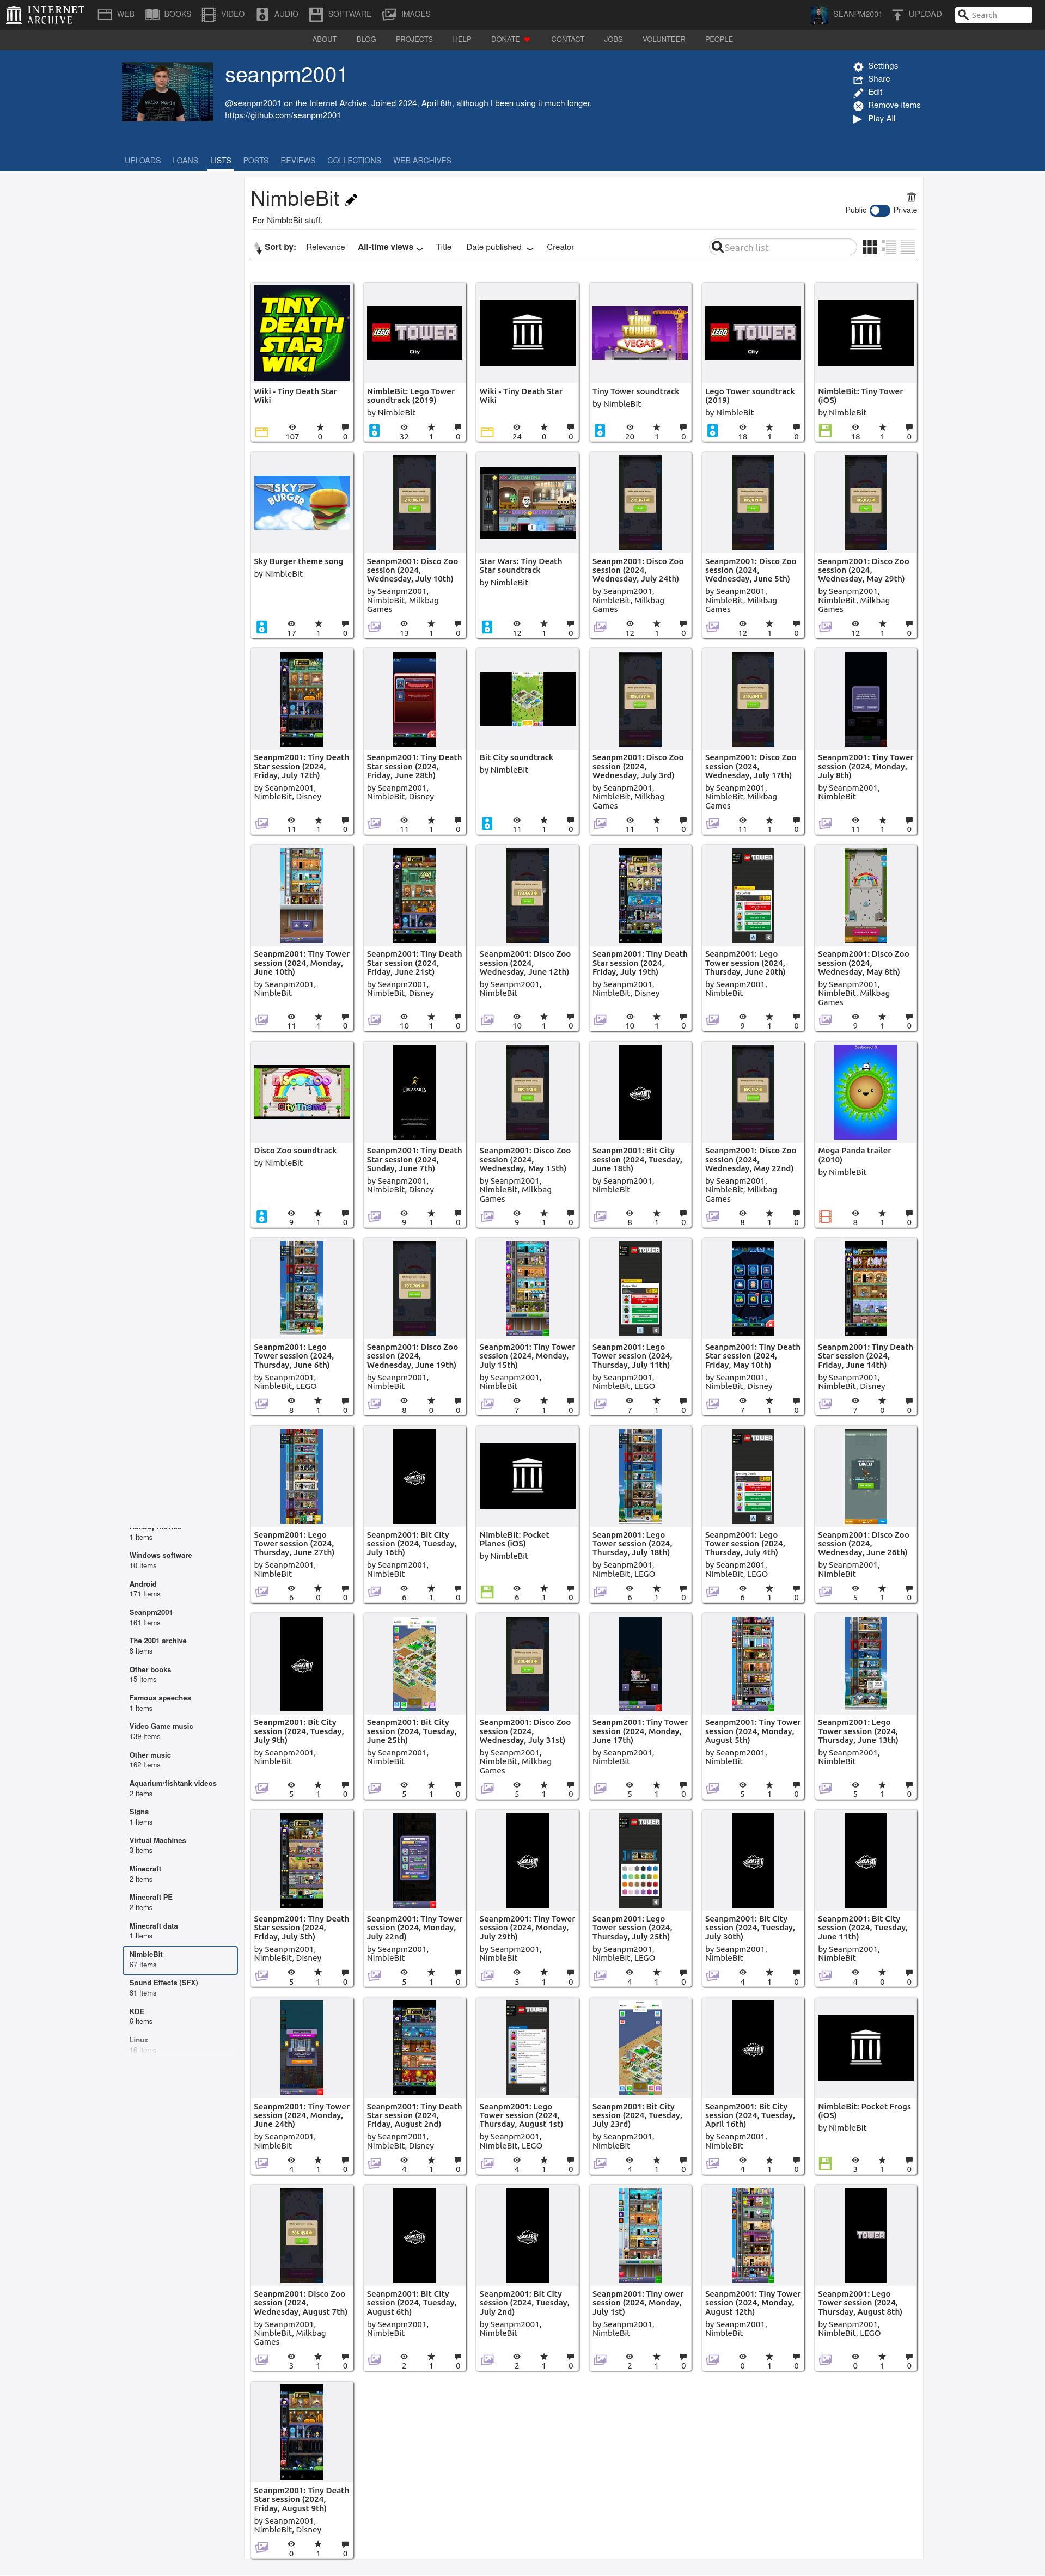 INTERNET ARCHIVE
WEB
BOOKS
VIDEO
AUDIO
SOFTWARE
IMAGES
SEANPM2001
UPLOAD
Search
ABOUT
BLOG
PROJECTS
HELP
DONATE
CONTACT
JOBS
VOLUNTEER
PEOPLE
seanpm2001
@seanpm2001 on the Internet Archive. Joined 2024, April 8th, although I been using it much longer.
https://github.com/seanpm2001
Settings
Share
Edit
Remove items
Play All
UPLOADS
LOANS
LISTS
POSTS
REVIEWS
COLLECTIONS
WEB ARCHIVES
NimbleBit
For NimbleBit stuff.
Public
Private
Sort by:
Relevance
All-time views
Title
Date published
Creator
Search list
TINY DEATH STAR WIKI
Wiki - Tiny Death Star
Wiki
107 0 0
LEGO TOWER
City
NimbleBit: Lego Tower
soundtrack (2019)
by NimbleBit
32 1 0
Wiki - Tiny Death Star
Wiki
24 0 0
TINY TOWER VEGAS
Tiny Tower soundtrack
by NimbleBit
20 1 0
LEGO TOWER
City
Lego Tower soundtrack
(2019)
by NimbleBit
18 1 0
NimbleBit: Tiny Tower
(iOS)
by NimbleBit
18 1 0
SKY BURGER
Sky Burger theme song
by NimbleBit
17 1 0
Seanpm2001: Disco Zoo
session (2024,
Wednesday, July 10th)
by Seanpm2001,
NimbleBit, Milkbag
Games
13 1 0
Star Wars: Tiny Death
Star soundtrack
by NimbleBit
12 1 0
Seanpm2001: Disco Zoo
session (2024,
Wednesday, July 24th)
by Seanpm2001,
NimbleBit, Milkbag
Games
12 1 0
Seanpm2001: Disco Zoo
session (2024,
Wednesday, June 5th)
by Seanpm2001,
NimbleBit, Milkbag
Games
12 1 0
Seanpm2001: Disco Zoo
session (2024,
Wednesday, May 29th)
by Seanpm2001,
NimbleBit, Milkbag
Games
12 1 0
Seanpm2001: Tiny Death
Star session (2024,
Friday, July 12th)
by Seanpm2001,
NimbleBit, Disney
11 1 0
Seanpm2001: Tiny Death
Star session (2024,
Friday, June 28th)
by Seanpm2001,
NimbleBit, Disney
11 1 0
Bit City soundtrack
by NimbleBit
11 1 0
Seanpm2001: Disco Zoo
session (2024,
Wednesday, July 3rd)
by Seanpm2001,
NimbleBit, Milkbag
Games
11 1 0
Seanpm2001: Disco Zoo
session (2024,
Wednesday, July 17th)
by Seanpm2001,
NimbleBit, Milkbag
Games
11 1 0
Seanpm2001: Tiny Tower
session (2024, Monday,
July 8th)
by Seanpm2001,
NimbleBit
11 1 0
Seanpm2001: Tiny Tower
session (2024, Monday,
June 10th)
by Seanpm2001,
NimbleBit
11 1 0
Seanpm2001: Tiny Death
Star session (2024,
Friday, June 21st)
by Seanpm2001,
NimbleBit, Disney
10 1 0
Seanpm2001: Disco Zoo
session (2024,
Wednesday, June 12th)
by Seanpm2001,
NimbleBit
10 1 0
Seanpm2001: Tiny Death
Star session (2024,
Friday, July 19th)
by Seanpm2001,
NimbleBit, Disney
10 1 0
TOWER
Seanpm2001: Lego
Tower session (2024,
Thursday, June 20th)
by Seanpm2001,
NimbleBit
9 1 0
Seanpm2001: Disco Zoo
session (2024,
Wednesday, May 8th)
by Seanpm2001,
NimbleBit, Milkbag
Games
9 1 0
DISCO ZOO
City Theme
Disco Zoo soundtrack
by NimbleBit
9 1 0
LUCASARTS
Seanpm2001: Tiny Death
Star session (2024,
Sunday, June 7th)
by Seanpm2001,
NimbleBit, Disney
9 1 0
Seanpm2001: Disco Zoo
session (2024,
Wednesday, May 15th)
by Seanpm2001,
NimbleBit, Milkbag
Games
9 1 0
NIMBLEBIT
Seanpm2001: Bit City
session (2024, Tuesday,
June 18th)
by Seanpm2001,
NimbleBit
8 1 0
Seanpm2001: Disco Zoo
session (2024,
Wednesday, May 22nd)
by Seanpm2001,
NimbleBit, Milkbag
Games
8 1 0
Mega Panda trailer
(2010)
by NimbleBit
8 1 0
Seanpm2001: Lego
Tower session (2024,
Thursday, June 6th)
by Seanpm2001,
NimbleBit, LEGO
8 1 0
Seanpm2001: Disco Zoo
session (2024,
Wednesday, June 19th)
by Seanpm2001,
NimbleBit
8 0 0
Seanpm2001: Tiny Tower
session (2024, Monday,
July 15th)
by Seanpm2001,
NimbleBit
7 1 0
TOWER
Seanpm2001: Lego
Tower session (2024,
Thursday, July 11th)
by Seanpm2001,
NimbleBit, LEGO
7 1 0
Seanpm2001: Tiny Death
Star session (2024,
Friday, May 10th)
by Seanpm2001,
NimbleBit, Disney
7 1 0
Seanpm2001: Tiny Death
Star session (2024,
Friday, June 14th)
by Seanpm2001,
NimbleBit, Disney
7 0 0
Seanpm2001: Lego
Tower session (2024,
Thursday, June 27th)
by Seanpm2001,
NimbleBit
6 0 0
NIMBLEBIT
Seanpm2001: Bit City
session (2024, Tuesday,
July 16th)
by Seanpm2001,
NimbleBit
6 1 0
NimbleBit: Pocket
Planes (iOS)
by NimbleBit
6 1 0
Seanpm2001: Lego
Tower session (2024,
Thursday, July 18th)
by Seanpm2001,
NimbleBit, LEGO
6 1 0
TOWER
Seanpm2001: Lego
Tower session (2024,
Thursday, July 4th)
by Seanpm2001,
NimbleBit, LEGO
6 1 0
Seanpm2001: Disco Zoo
session (2024,
Wednesday, June 26th)
by Seanpm2001,
NimbleBit
5 1 0
Holiday movies
1 Items
Windows software
10 Items
Android
171 Items
Seanpm2001
161 Items
The 2001 archive
8 Items
Other books
15 Items
Famous speeches
1 Items
Video Game music
139 Items
Other music
162 Items
Aquarium/fishtank videos
2 Items
Signs
1 Items
Virtual Machines
3 Items
Minecraft
2 Items
Minecraft PE
2 Items
Minecraft data
1 Items
NimbleBit
67 Items
Sound Effects (SFX)
81 Items
KDE
6 Items
Linux
16 Items
NIMBLEBIT
Seanpm2001: Bit City
session (2024, Tuesday,
July 9th)
by Seanpm2001,
NimbleBit
5 1 0
Seanpm2001: Bit City
session (2024, Tuesday,
June 25th)
by Seanpm2001,
NimbleBit
5 1 0
Seanpm2001: Disco Zoo
session (2024,
Wednesday, July 31st)
by Seanpm2001,
NimbleBit, Milkbag
Games
5 1 0
Seanpm2001: Tiny Tower
session (2024, Monday,
June 17th)
by Seanpm2001,
NimbleBit
5 1 0
Seanpm2001: Tiny Tower
session (2024, Monday,
August 5th)
by Seanpm2001,
NimbleBit
5 1 0
Seanpm2001: Lego
Tower session (2024,
Thursday, June 13th)
by Seanpm2001,
NimbleBit
5 1 0
Seanpm2001: Tiny Death
Star session (2024,
Friday, July 5th)
by Seanpm2001,
NimbleBit, Disney
5 1 0
Seanpm2001: Tiny Tower
session (2024, Monday,
July 22nd)
by Seanpm2001,
NimbleBit
5 1 0
NIMBLEBIT
Seanpm2001: Tiny Tower
session (2024, Monday,
July 29th)
by Seanpm2001,
NimbleBit
5 1 0
TOWER
Seanpm2001: Lego
Tower session (2024,
Thursday, July 25th)
by Seanpm2001,
NimbleBit, LEGO
4 1 0
NIMBLEBIT
Seanpm2001: Bit City
session (2024, Tuesday,
July 30th)
by Seanpm2001,
NimbleBit
4 1 0
NIMBLEBIT
Seanpm2001: Bit City
session (2024, Tuesday,
June 11th)
by Seanpm2001,
NimbleBit
4 0 0
Seanpm2001: Tiny Tower
session (2024, Monday,
June 24th)
by Seanpm2001,
NimbleBit
4 1 0
Seanpm2001: Tiny Death
Star session (2024,
Friday, August 2nd)
by Seanpm2001,
NimbleBit, Disney
4 1 0
TOWER
Seanpm2001: Lego
Tower session (2024,
Thursday, August 1st)
by Seanpm2001,
NimbleBit, LEGO
4 1 0
Seanpm2001: Bit City
session (2024, Tuesday,
July 23rd)
by Seanpm2001,
NimbleBit
4 1 0
NIMBLEBIT
Seanpm2001: Bit City
session (2024, Tuesday,
April 16th)
by Seanpm2001,
NimbleBit
4 1 0
NimbleBit: Pocket Frogs
(iOS)
by NimbleBit
3 1 0
Seanpm2001: Disco Zoo
session (2024,
Wednesday, August 7th)
by Seanpm2001,
NimbleBit, Milkbag
Games
3 1 0
NIMBLEBIT
Seanpm2001: Bit City
session (2024, Tuesday,
August 6th)
by Seanpm2001,
NimbleBit
2 1 0
NIMBLEBIT
Seanpm2001: Bit City
session (2024, Tuesday,
July 2nd)
by Seanpm2001,
NimbleBit
2 1 0
Seanpm2001: Tiny ower
session (2024, Monday,
July 1st)
by Seanpm2001,
NimbleBit
2 1 0
Seanpm2001: Tiny Tower
session (2024, Monday,
August 12th)
by Seanpm2001,
NimbleBit
0 1 0
TOWER
Seanpm2001: Lego
Tower session (2024,
Thursday, August 8th)
by Seanpm2001,
NimbleBit, LEGO
0 1 0
Seanpm2001: Tiny Death
Star session (2024,
Friday, August 9th)
by Seanpm2001,
NimbleBit, Disney
0 1 0